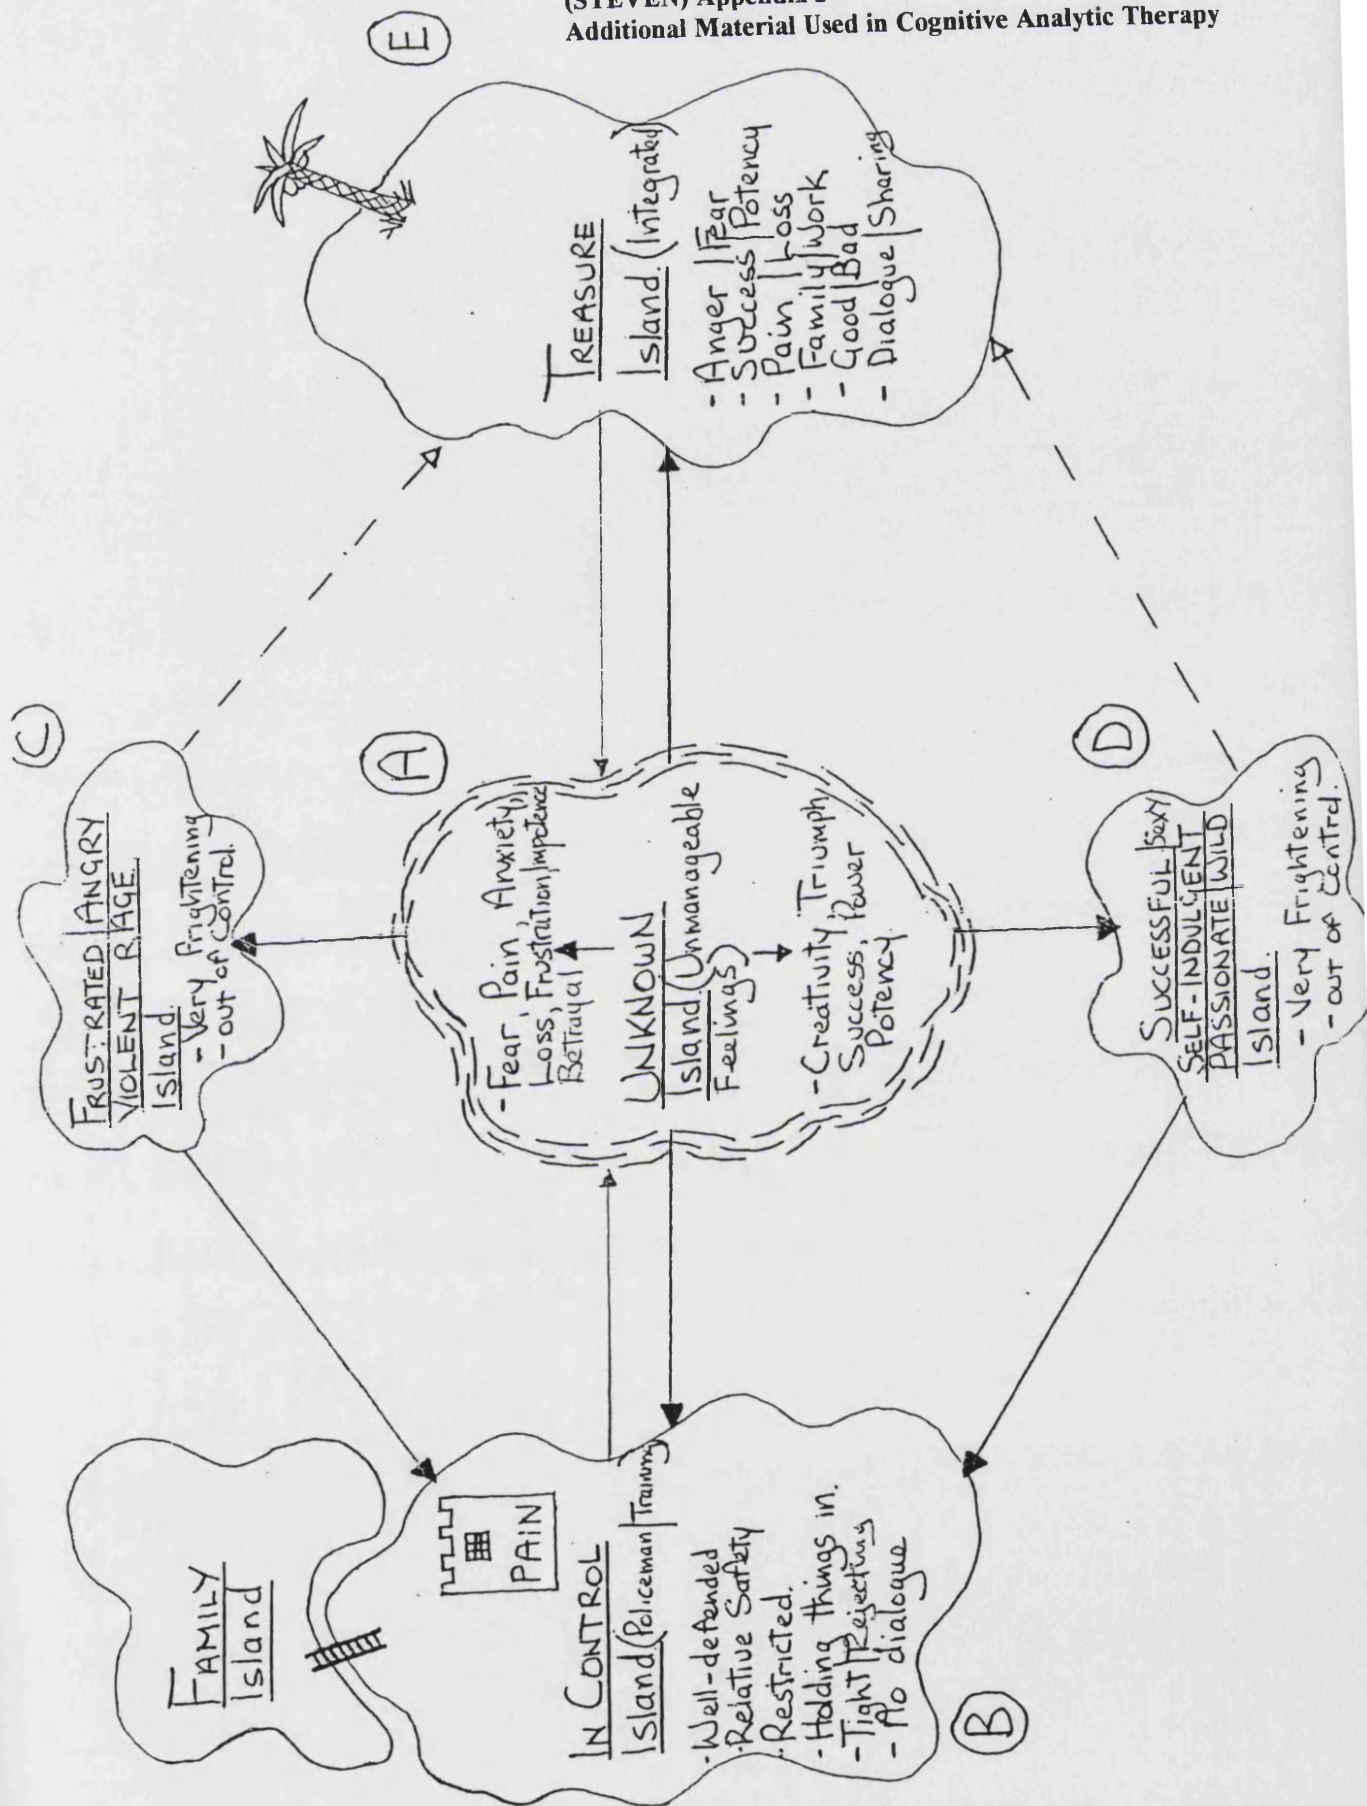 (STEVEN) Appendix 2
Additional Material Used in Cognitive Analytic Therapy
FAMILY
Island
PAIN
IN CONTROL
Island (Policeman/Training)
- Well-defended
- Relative Safety
- Restricted.
- Holding things in.
- Tight/Rejecting
- No dialogue
B
C
FRUSTRATED/ANGRY
VIOLENT RAGE
Island.
- Very Frightening
- out of control.
A
- Fear, Pain, Anxiety,
Loss, Frustration/Impotence
Betrayal
UNKNOWN
Island (Unmanageable
Feelings)
- Creativity, Triumph,
Success, Power
Potency.
D
SUCCESSFUL/SEXY
SELF-INDULGENT
PASSIONATE/WILD
Island.
- Very Frightening
- out of control.
E
TREASURE
Island. (Integrated)
- Anger/Fear
- Success/Potency
- Pain/Loss
- Family/Work
- Good/Bad
- Dialogue/Sharing